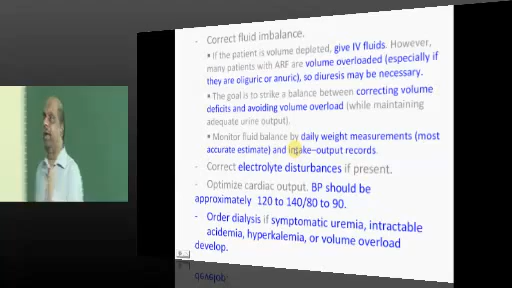 - Correct fluid imbalance.
▪ If the patient is volume depleted, give IV fluids. However,
many patients with ARF are volume overloaded (especially if
they are oliguric or anuric), so diuresis may be necessary.
▪ The goal is to strike a balance between correcting volume
deficits and avoiding volume overload (while maintaining
adequate urine output).
▪ Monitor fluid balance by daily weight measurements (most
accurate estimate) and intake–output records.
- Correct electrolyte disturbances if present.
- Optimize cardiac output. BP should be
approximately 120 to 140/80 to 90.
- Order dialysis if symptomatic uremia, intractable
acidemia, hyperkalemia, or volume overload
develop.